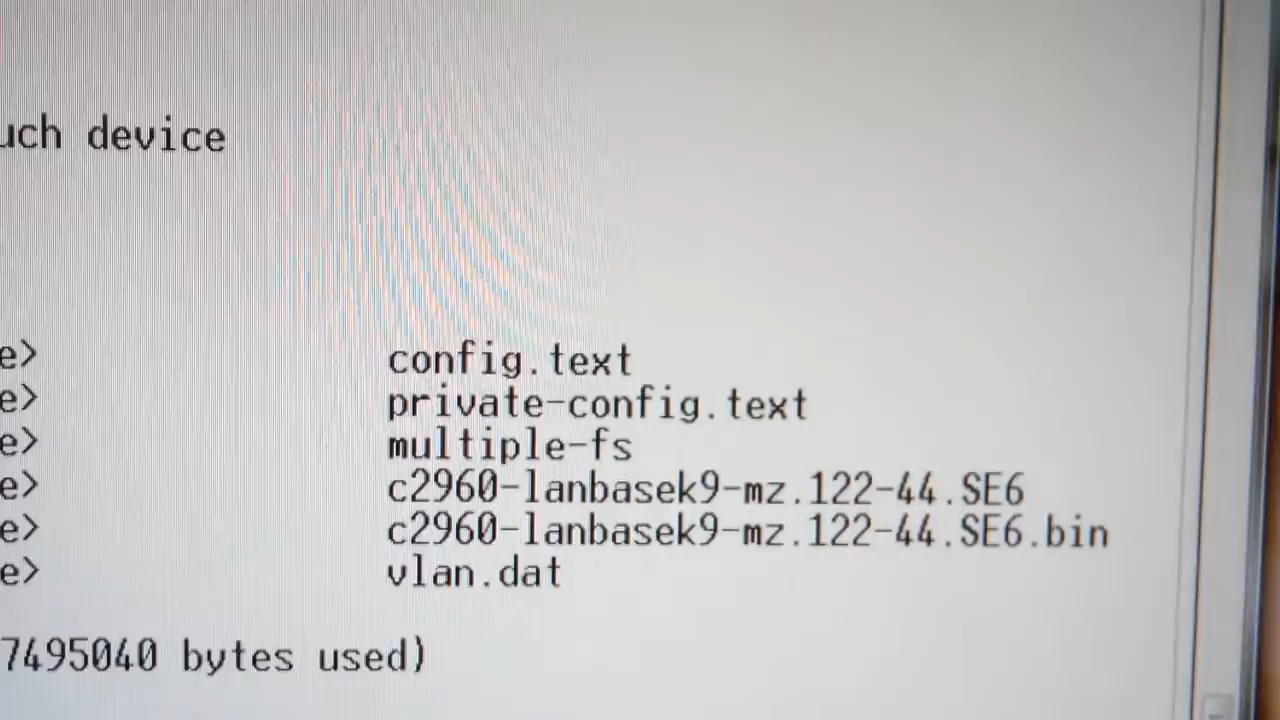 uch device
e> config.text
e> private-config.text
e> multiple-fs
e> c2960-lanbasek9-mz.122-44.SE6
e> c2960-lanbasek9-mz.122-44.SE6.bin
e> vlan.dat
7495040 bytes used)